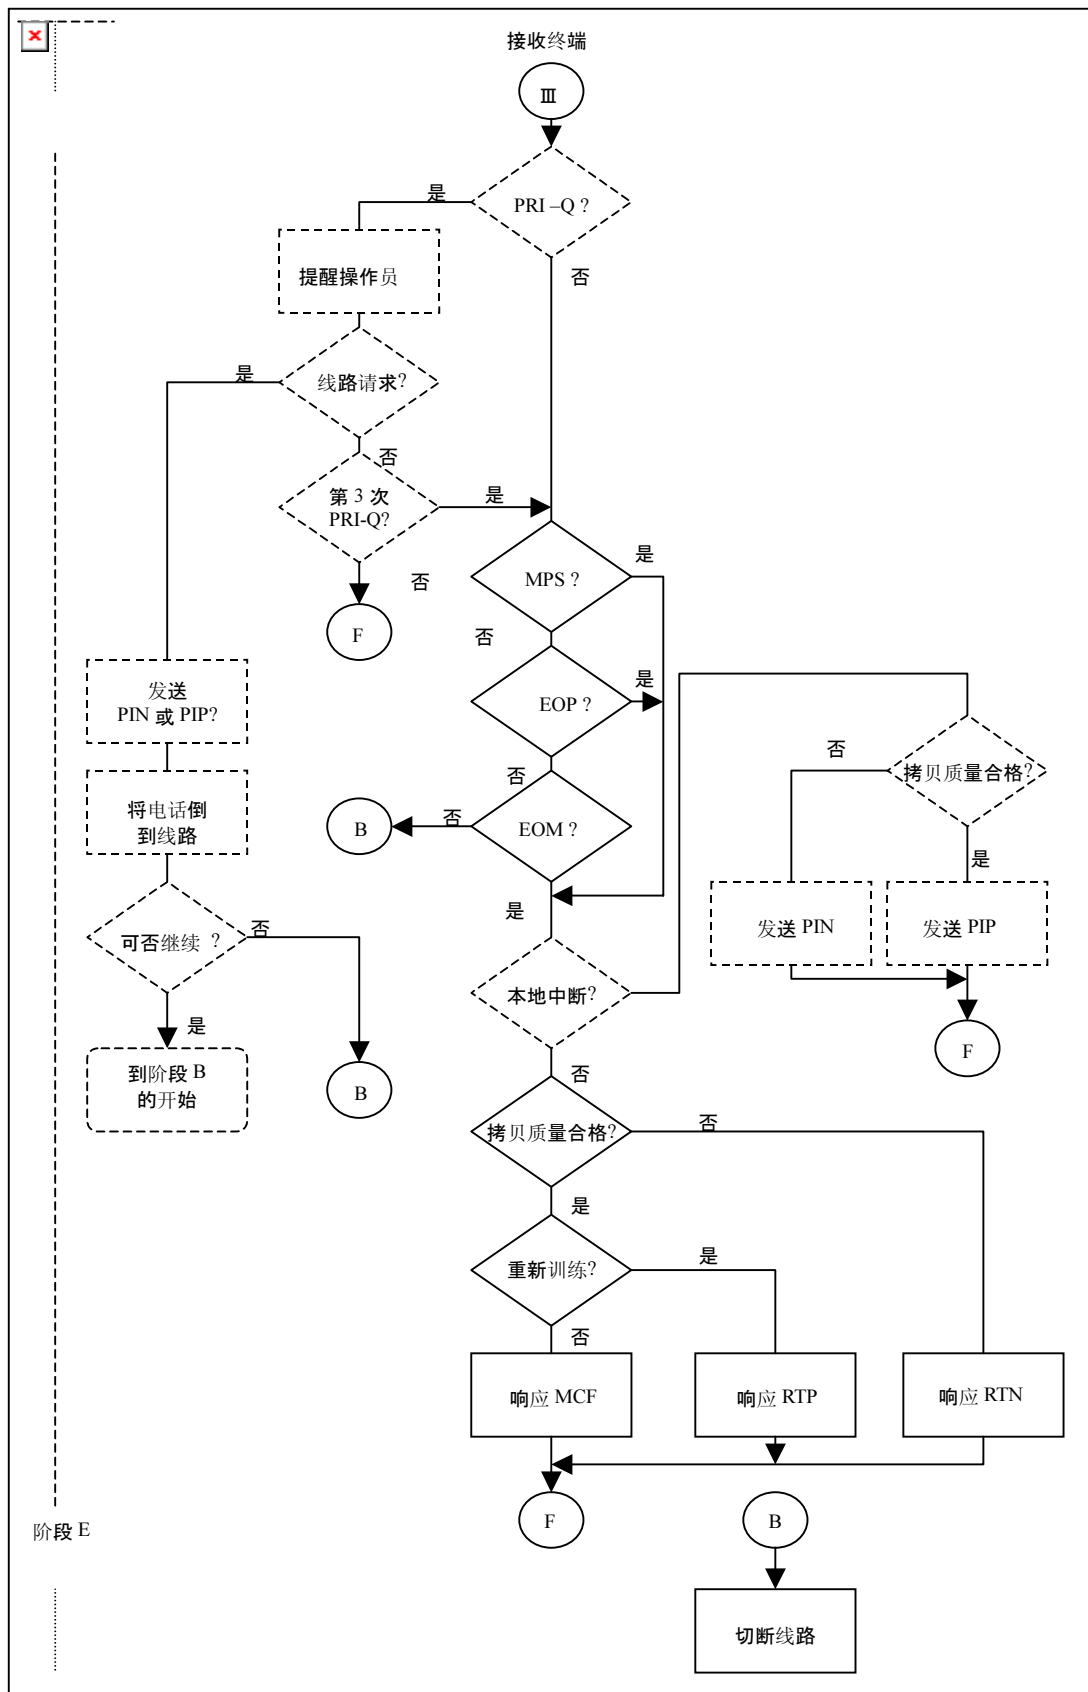 接收终端
Ⅲ
PRI –Q ?
是
否
提醒操作员
线路请求?
是
否
第 3 次
PRI-Q?
是
否
F
MPS ?
是
否
EOP ?
是
否
EOM ?
否
B
是
发送
PIN 或 PIP?
将电话倒
到线路
可否继续 ?
否
是
到阶段 B
的开始
B
拷贝质量合格?
否
是
发送 PIN
发送 PIP
F
本地中断?
否
拷贝质量合格?
否
是
重新训练?
是
否
响应 MCF
响应 RTP
响应 RTN
F
B
阶段 E
切断线路